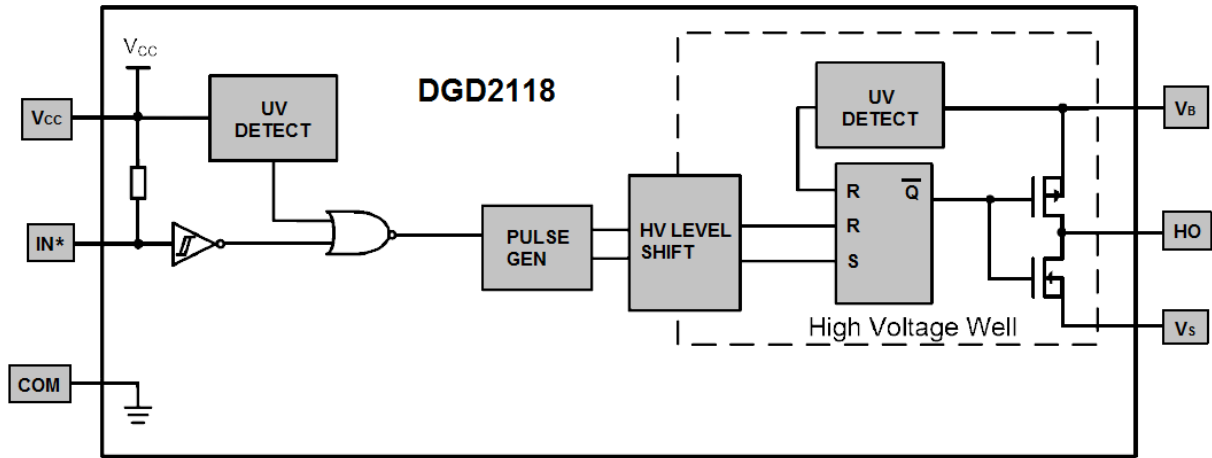 VCC
DGD2118
VCC
UV
DETECT
UV
DETECT
VB
R
Q
IN*
PULSE
GEN
HV LEVEL
SHIFT
R
S
HO
High Voltage Well
VS
COM